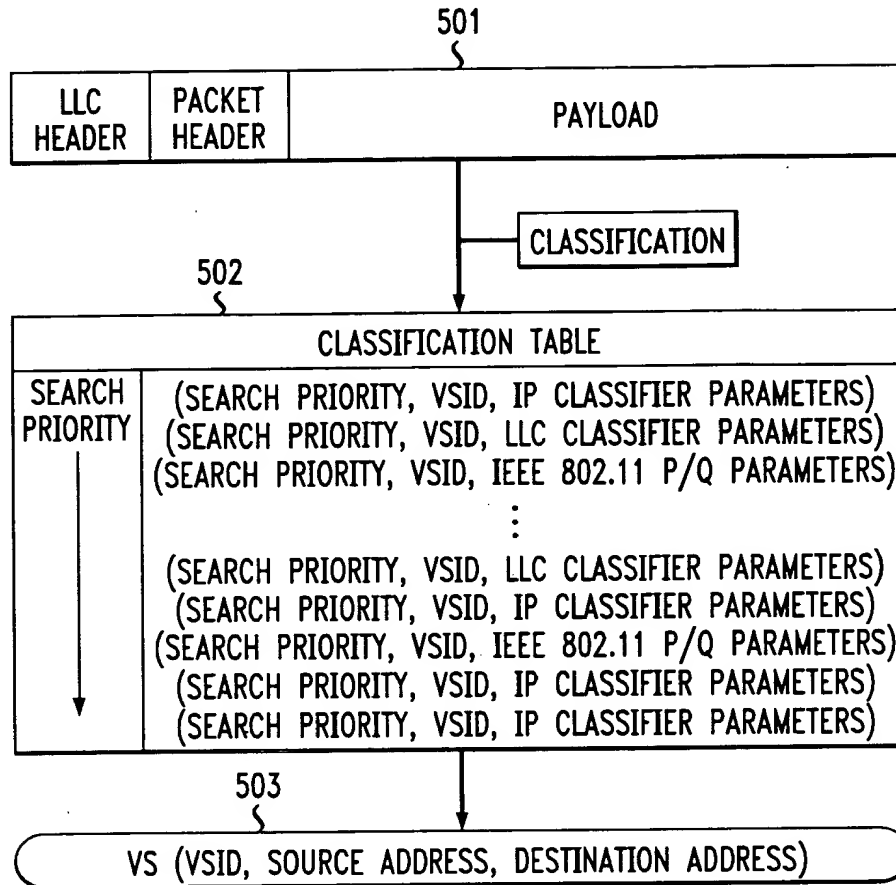 501
LLC HEADER
PACKET HEADER
PAYLOAD
CLASSIFICATION
502
CLASSIFICATION TABLE
SEARCH PRIORITY
(SEARCH PRIORITY, VSID, IP CLASSIFIER PARAMETERS)
(SEARCH PRIORITY, VSID, LLC CLASSIFIER PARAMETERS)
(SEARCH PRIORITY, VSID, IEEE 802.11 P/Q PARAMETERS)
⋮
(SEARCH PRIORITY, VSID, LLC CLASSIFIER PARAMETERS)
(SEARCH PRIORITY, VSID, IP CLASSIFIER PARAMETERS)
(SEARCH PRIORITY, VSID, IEEE 802.11 P/Q PARAMETERS)
(SEARCH PRIORITY, VSID, IP CLASSIFIER PARAMETERS)
(SEARCH PRIORITY, VSID, IP CLASSIFIER PARAMETERS)
503
VS (VSID, SOURCE ADDRESS, DESTINATION ADDRESS)